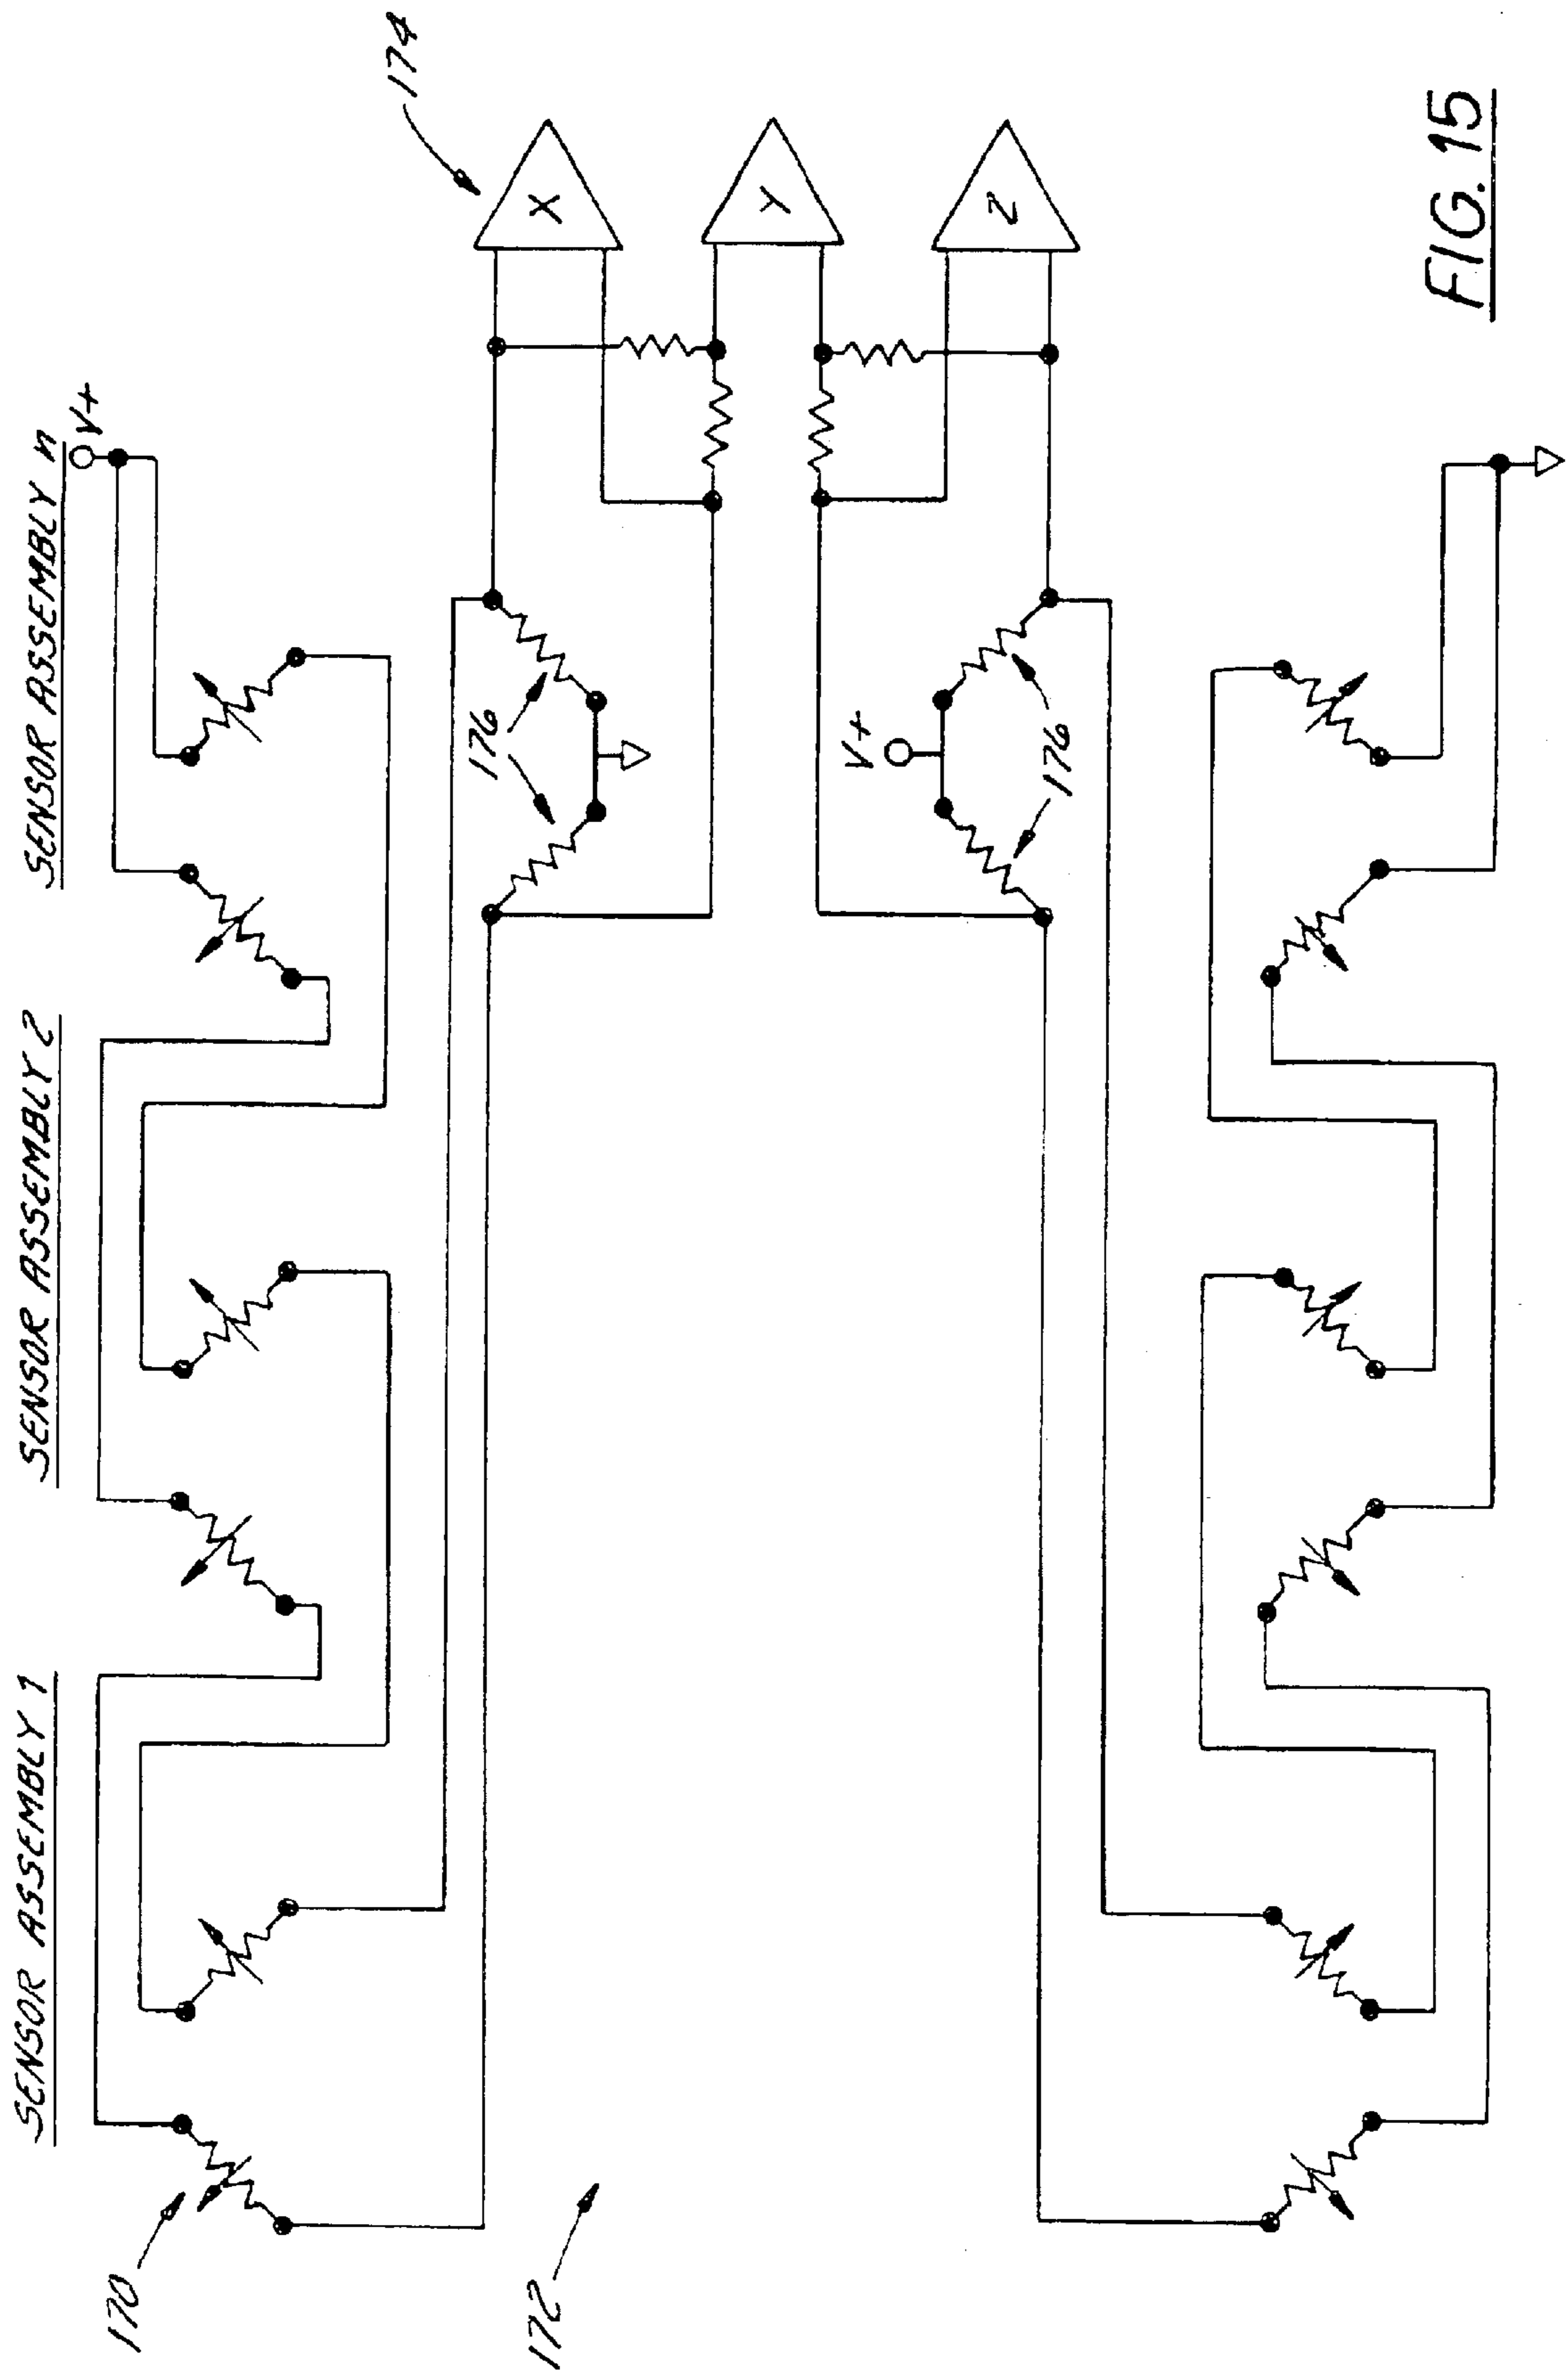 SENSOR ASSEMBLY 1
SENSOR ASSEMBLY 2
SENSOR ASSEMBLY n
V+
170
172
174
176
X
Y
Z
V+
176
FIG. 15